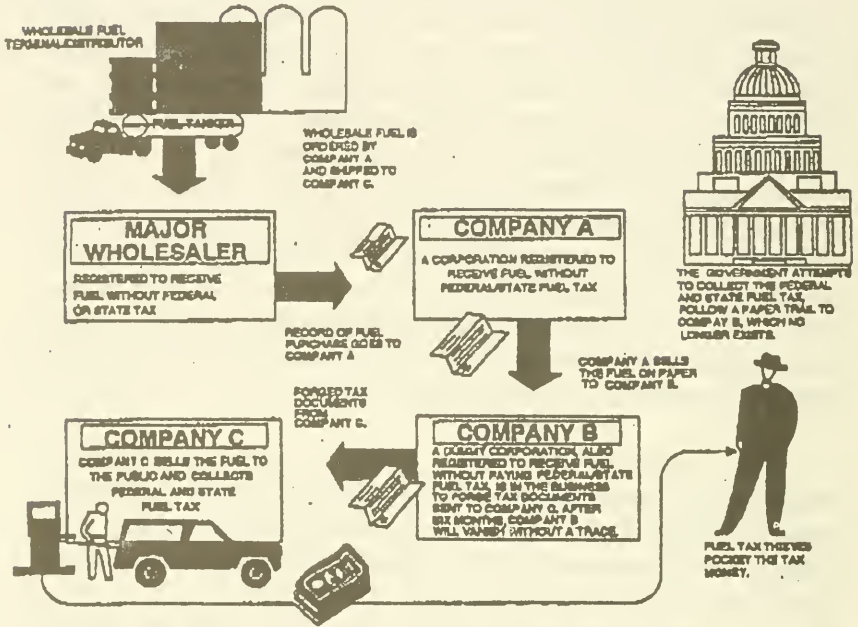 WHOLESALE FUEL
TERMINAL/DISTRIBUTOR
FUEL TANKER
WHOLESALE FUEL IS
ORDERED BY
COMPANY A
AND SHIPPED TO
COMPANY C.
MAJOR
WHOLESALER
REGISTERED TO RECEIVE
FUEL WITHOUT FEDERAL
OR STATE TAX
RECORD OF FUEL
PURCHASE GOES TO
COMPANY A
COMPANY A
A CORPORATION REGISTERED TO
RECEIVE FUEL WITHOUT
FEDERAL/STATE FUEL TAX
THE GOVERNMENT ATTEMPTS
TO COLLECT THE FEDERAL
AND STATE FUEL TAX,
FOLLOW A PAPER TRAIL TO
COMPAY B, WHICH NO
LONGER EXISTS.
COMPANY A SELLS
THE FUEL ON PAPER
TO COMPANY B.
COMPANY B
A DUMMY CORPORATION, ALSO
REGISTERED TO RECEIVE FUEL
WITHOUT PAYING FEDERAL/STATE
FUEL TAX, IS IN THE BUSINESS
TO FORGE TAX DOCUMENTS
SENT TO COMPANY C. AFTER
SIX MONTHS, COMPANY B
WILL VANISH WITHOUT A TRACE.
FORGED TAX
DOCUMENTS
FROM
COMPANY B.
COMPANY C
COMPANY C SELLS THE FUEL TO
THE PUBLIC AND COLLECTS
FEDERAL AND STATE
FUEL TAX
FUEL TAX THIEVES
POCKET THE TAX
MONEY.